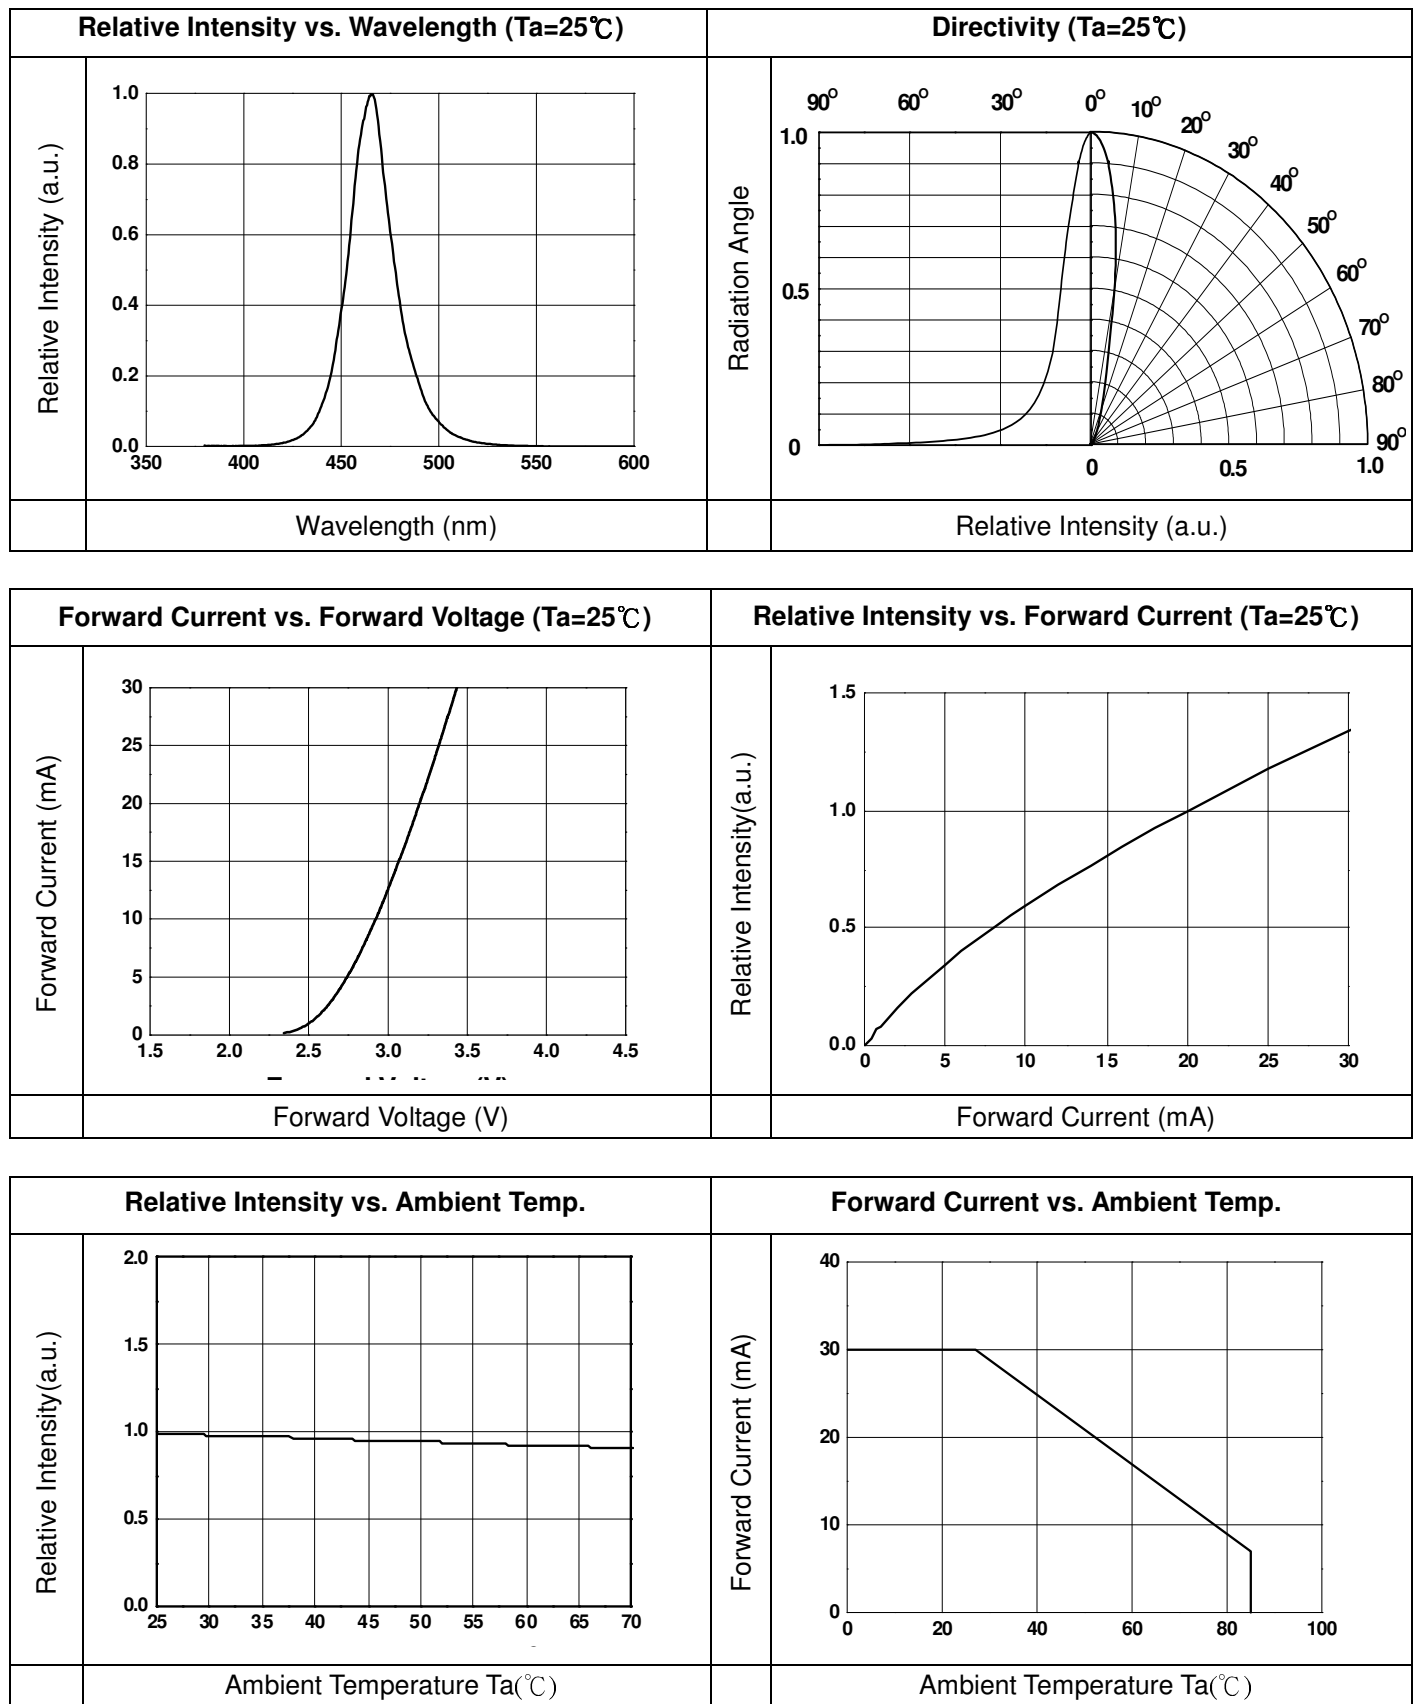 Relative Intensity vs. Wavelength (Ta=25℃)
Directivity (Ta=25℃)
Relative Intensity (a.u.)
1.0
0.8
0.6
0.4
0.2
0.0
350 400 450 500 550 600
Wavelength (nm)
Radiation Angle
90° 60° 30° 0° 10° 20° 30° 40° 50° 60° 70° 80° 90°
1.0
0.5
0
0 0.5 1.0
Relative Intensity (a.u.)
Forward Current vs. Forward Voltage (Ta=25℃)
Relative Intensity vs. Forward Current (Ta=25℃)
Forward Current (mA)
30
25
20
15
10
5
0
1.5 2.0 2.5 3.0 3.5 4.0 4.5
Forward Voltage (V)
Relative Intensity(a.u.)
1.5
1.0
0.5
0.0
0 5 10 15 20 25 30
Forward Current (mA)
Relative Intensity vs. Ambient Temp.
Forward Current vs. Ambient Temp.
Relative Intensity(a.u.)
2.0
1.5
1.0
0.5
0.0
25 30 35 40 45 50 55 60 65 70
Ambient Temperature Ta(℃)
Forward Current (mA)
40
30
20
10
0
0 20 40 60 80 100
Ambient Temperature Ta(℃)